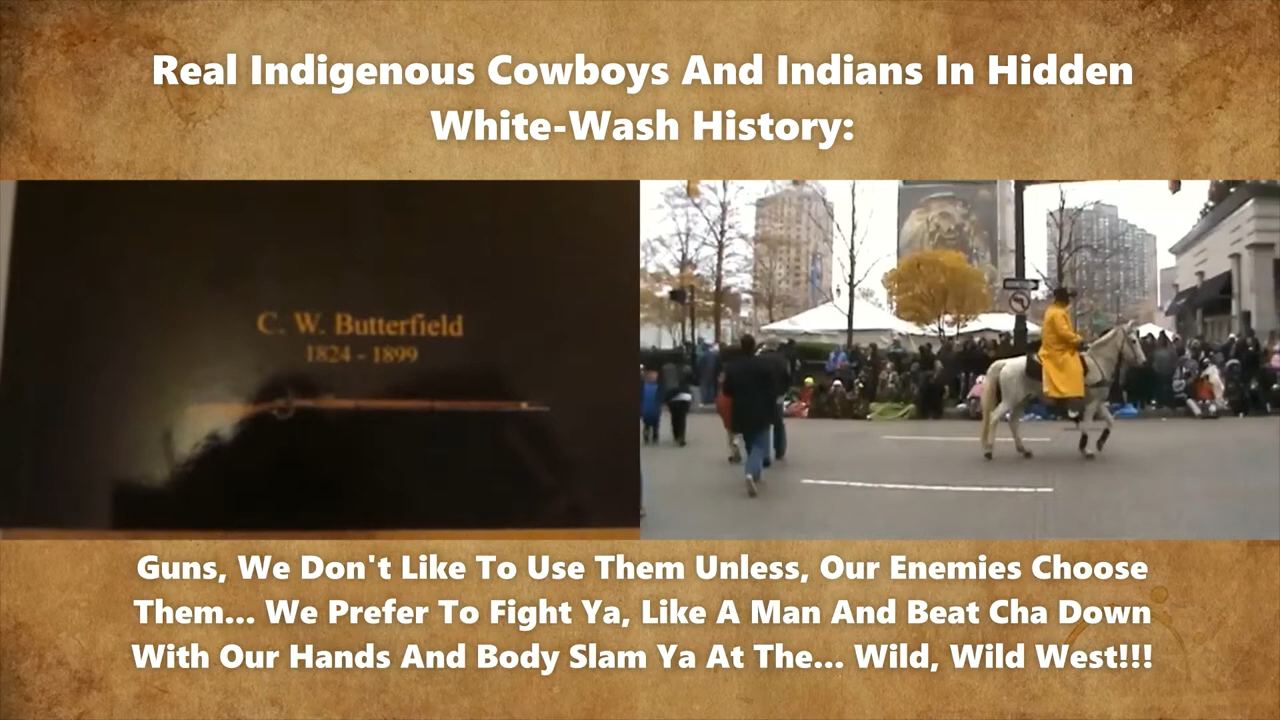 Real Indigenous Cowboys And Indians In Hidden
White-Wash History:
C. W. Butterfield
1824 - 1899
Guns, We Don't Like To Use Them Unless, Our Enemies Choose
Them... We Prefer To Fight Ya, Like A Man And Beat Cha Down
With Our Hands And Body Slam Ya At The... Wild, Wild West!!!